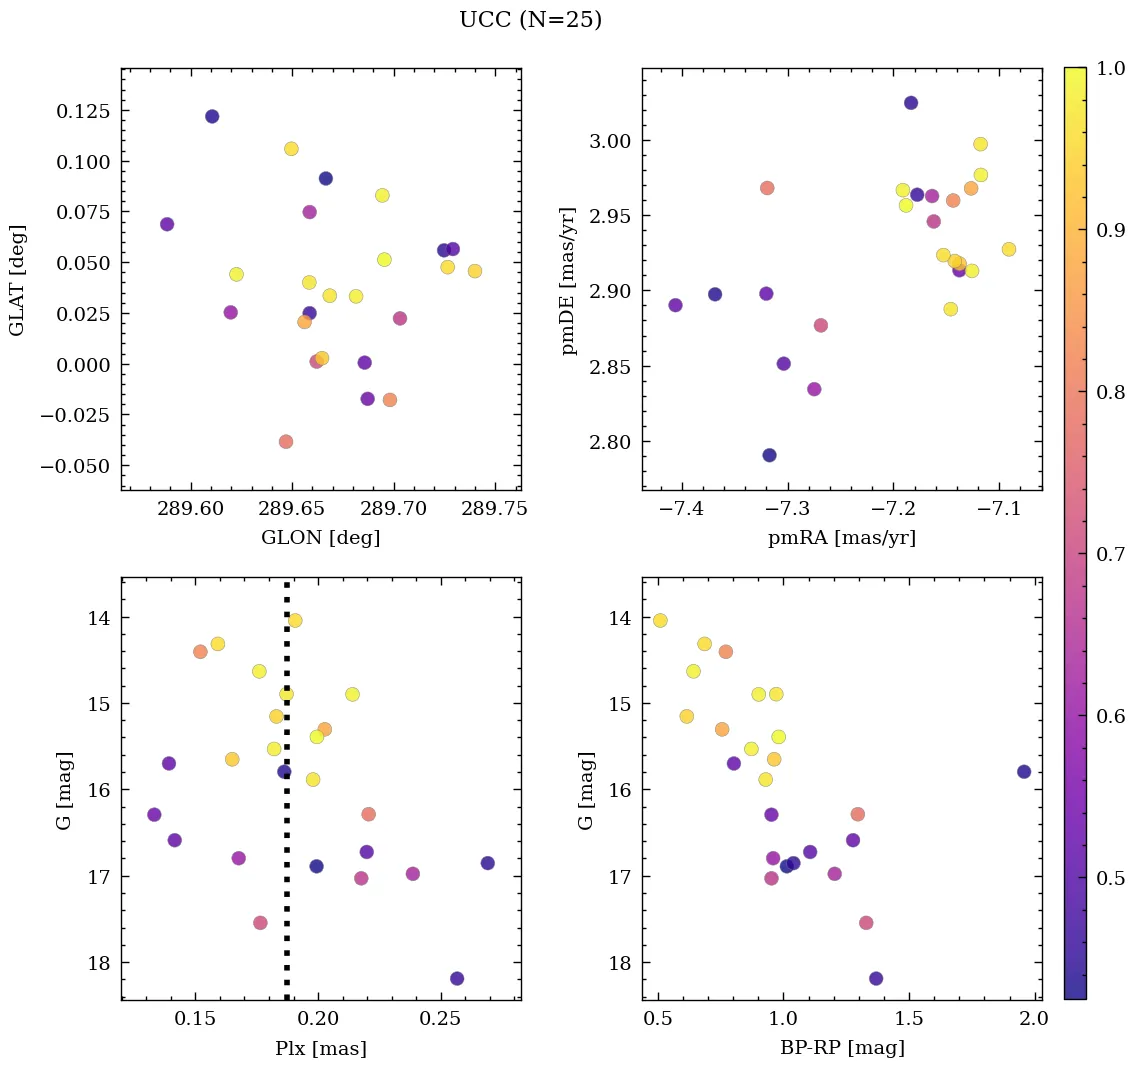 UCC (N=25)
GLAT [deg]
0.125
0.100
0.075
0.050
0.025
0.000
−0.025
−0.050
289.60 289.65 289.70 289.75
GLON [deg]
pmDE [mas/yr]
3.00
2.95
2.90
2.85
2.80
−7.4 −7.3 −7.2 −7.1
pmRA [mas/yr]
1.0
0.9
0.8
0.7
0.6
0.5
G [mag]
14
15
16
17
18
0.15 0.20 0.25
Plx [mas]
G [mag]
14
15
16
17
18
0.5 1.0 1.5 2.0
BP-RP [mag]